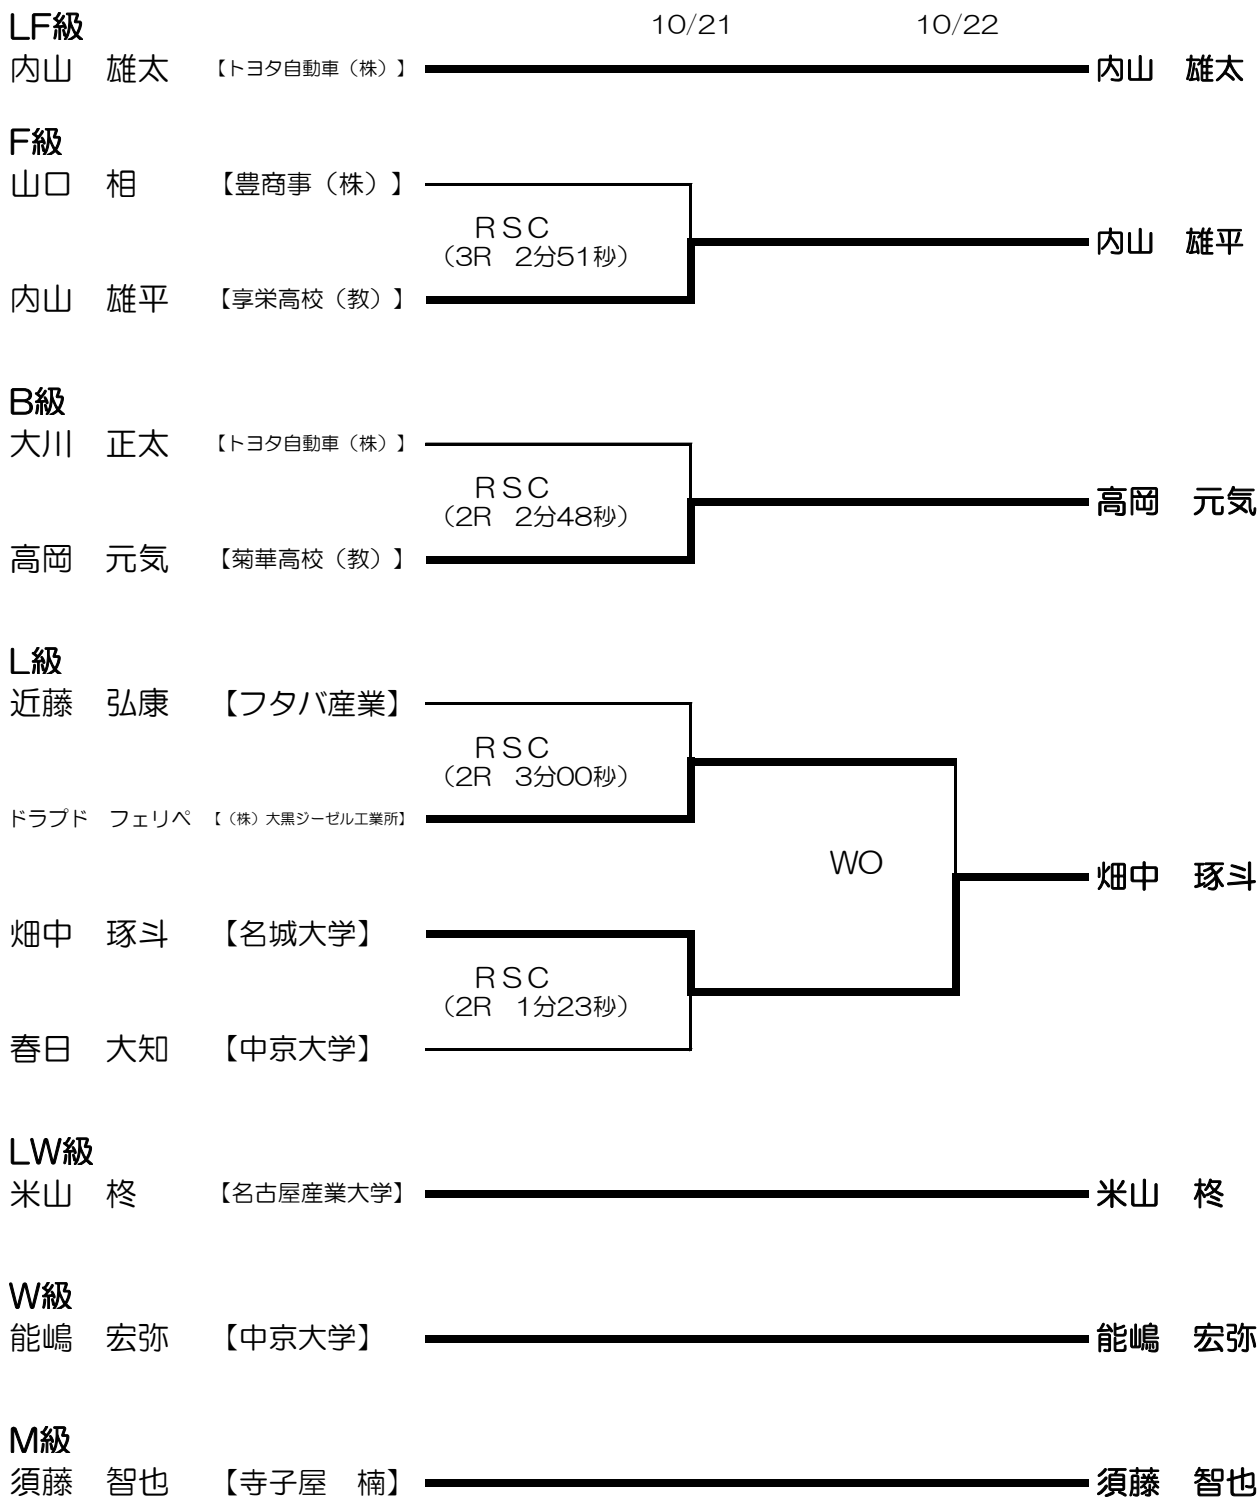 LF級　10/21　10/22
内山　雄太　【トヨタ自動車（株）】　内山　雄太
F級
山口　相　【豊商事（株）】
RSC
（3R　2分51秒）
内山　雄平
内山　雄平　【享栄高校（教）】
B級
大川　正太　【トヨタ自動車（株）】
RSC
（2R　2分48秒）
高岡　元気
高岡　元気　【菊華高校（教）】
L級
近藤　弘康　【フタバ産業】
RSC
（2R　3分00秒）
ドラプド　フェリペ　【（株）大黒ジーゼル工業所】
WO
畑中　琢斗
畑中　琢斗　【名城大学】
RSC
（2R　1分23秒）
春日　大知　【中京大学】
LW級
米山　柊　【名古屋産業大学】　米山　柊
W級
能嶋　宏弥　【中京大学】　能嶋　宏弥
M級
須藤　智也　【寺子屋　楠】　須藤　智也